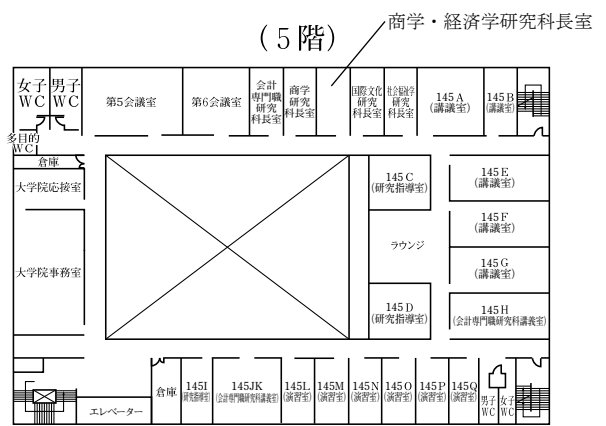 (5階)
商学・経済学研究科長室
女子
WC
男子
WC
第5会議室
第6会議室
会計
専門職
研究
科長室
商学
研究
科長室
国際文化
研究
科長室
社会福祉学
研究
科長室
145A
(講議室)
145B
(講議室)
多目的
WC
倉庫
大学院応接室
大学院事務室
145C
(研究指導室)
ラウンジ
145D
(研究指導室)
145E
(講議室)
145F
(講議室)
145G
(講議室)
145H
(会計専門職研究科講義室)
エレベーター
倉庫
145I
(研究指導室)
145JK
(会計専門職研究科講義室)
145L
(演習室)
145M
(演習室)
145N
(演習室)
145O
(演習室)
145P
(演習室)
145Q
(演習室)
男子
WC
女子
WC